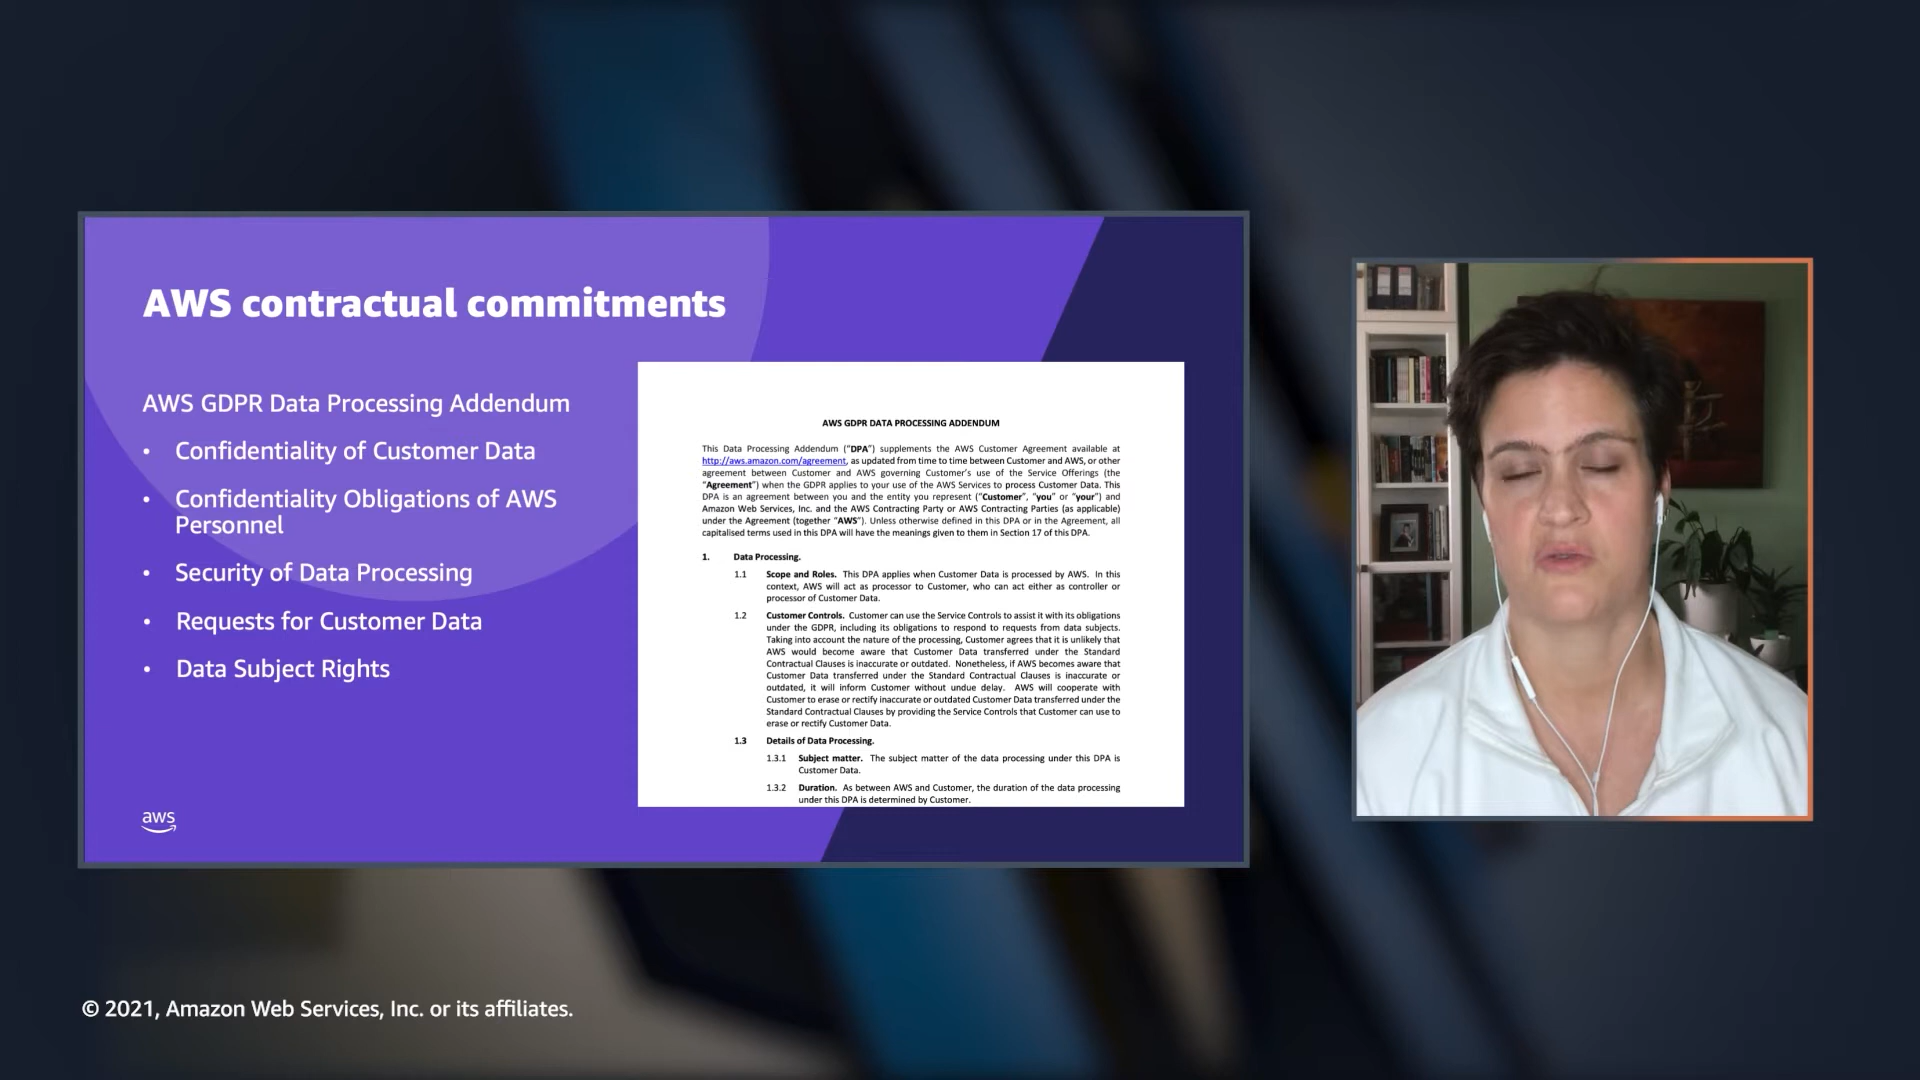 AWS contractual commitments
AWS GDPR Data Processing Addendum
• Confidentiality of Customer Data
• Confidentiality Obligations of AWS
Personnel
• Security of Data Processing
• Requests for Customer Data
• Data Subject Rights
aws
AWS GDPR DATA PROCESSING ADDENDUM
This Data Processing Addendum (“DPA”) supplements the AWS Customer Agreement available at
http://aws.amazon.com/agreement, as updated from time to time between Customer and AWS, or other
agreement between Customer and AWS governing Customer's use of the Service Offerings (the
“Agreement”) when the GDPR applies to your use of the AWS Services to process Customer Data. This
DPA is an agreement between you and the entity you represent (“Customer”, “you” or “your”) and
Amazon Web Services, Inc. and the AWS Contracting Party or AWS Contracting Parties (as applicable)
under the Agreement (together “AWS”). Unless otherwise defined in this DPA or in the Agreement, all
capitalised terms used in this DPA will have the meanings given to them in Section 17 of this DPA.
1. Data Processing.
1.1 Scope and Roles. This DPA applies when Customer Data is processed by AWS. In this
context, AWS will act as processor to Customer, who can act either as controller or
processor of Customer Data.
1.2 Customer Controls. Customer can use the Service Controls to assist it with its obligations
under the GDPR, including its obligations to respond to requests from data subjects.
Taking into account the nature of the processing, Customer agrees that it is unlikely that
AWS would become aware that Customer Data transferred under the Standard
Contractual Clauses is inaccurate or outdated. Nonetheless, if AWS becomes aware that
Customer Data transferred under the Standard Contractual Clauses is inaccurate or
outdated, it will inform Customer without undue delay. AWS will cooperate with
Customer to erase or rectify inaccurate or outdated Customer Data transferred under the
Standard Contractual Clauses by providing the Service Controls that Customer can use to
erase or rectify Customer Data.
1.3 Details of Data Processing.
1.3.1 Subject matter. The subject matter of the data processing under this DPA is
Customer Data.
1.3.2 Duration. As between AWS and Customer, the duration of the data processing
under this DPA is determined by Customer.
© 2021, Amazon Web Services, Inc. or its affiliates.